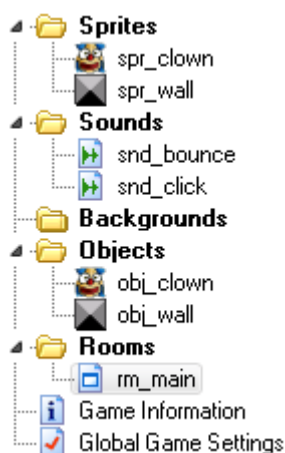 Sprites
spr_clown
spr_wall
Sounds
snd_bounce
snd_click
Backgrounds
Objects
obj_clown
obj_wall
Rooms
rm_main
Game Information
Global Game Settings